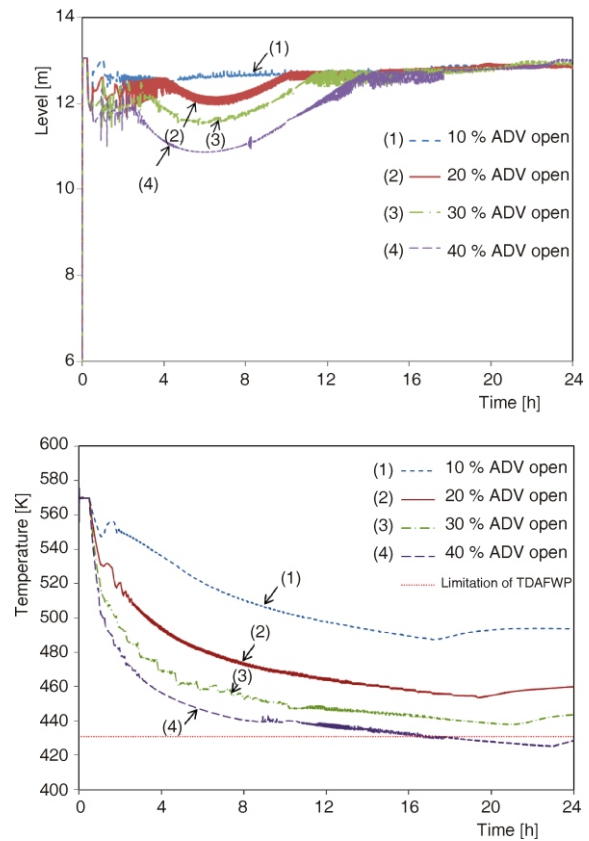 Level [m]
14
12
10
8
6
(1)
(2)
(3)
(4)
(1) 10 % ADV open
(2) 20 % ADV open
(3) 30 % ADV open
(4) 40 % ADV open
0 4 8 12 16 20 24
Time [h]
Temperature [K]
600
580
560
540
520
500
480
460
440
420
400
(1)
(2)
(3)
(4)
(1) 10 % ADV open
(2) 20 % ADV open
(3) 30 % ADV open
(4) 40 % ADV open
Limitation of TDAFWP
0 4 8 12 16 20 24
Time [h]